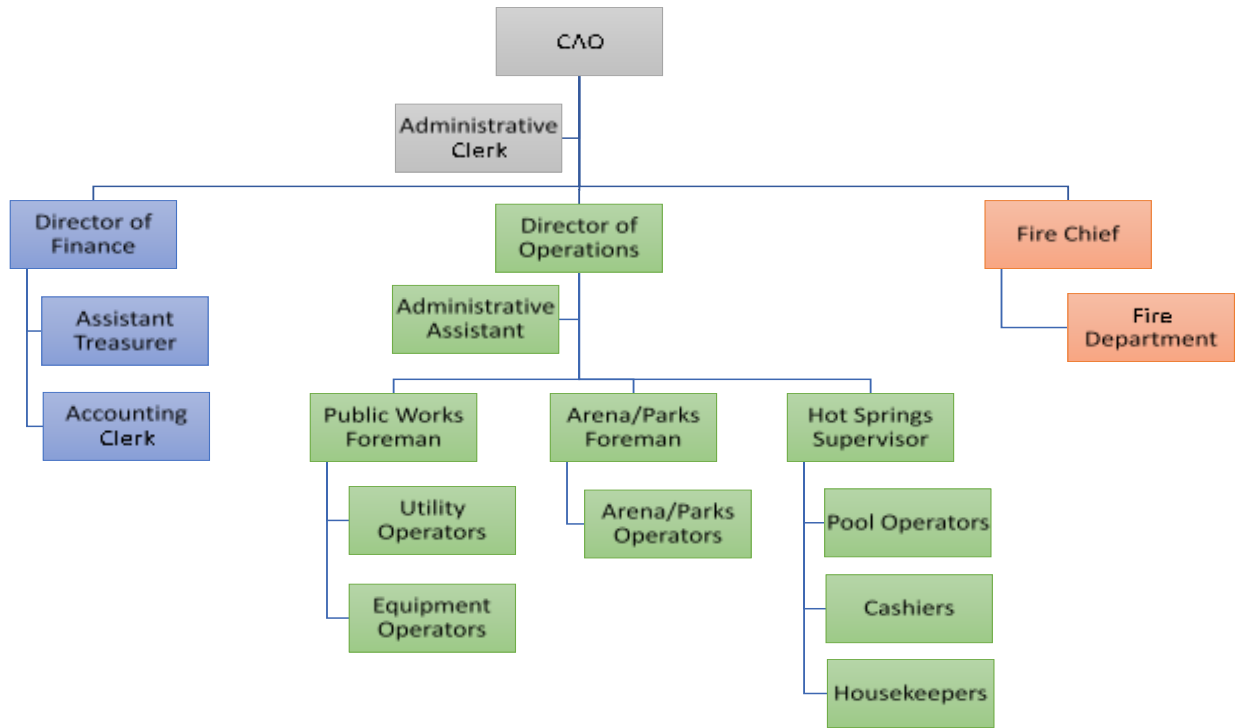 CAO
Administrative
Clerk
Director of
Finance
Assistant
Treasurer
Accounting
Clerk
Director of
Operations
Administrative
Assistant
Public Works
Foreman
Utility
Operators
Equipment
Operators
Arena/Parks
Foreman
Arena/Parks
Operators
Hot Springs
Supervisor
Pool Operators
Cashiers
Housekeepers
Fire Chief
Fire
Department